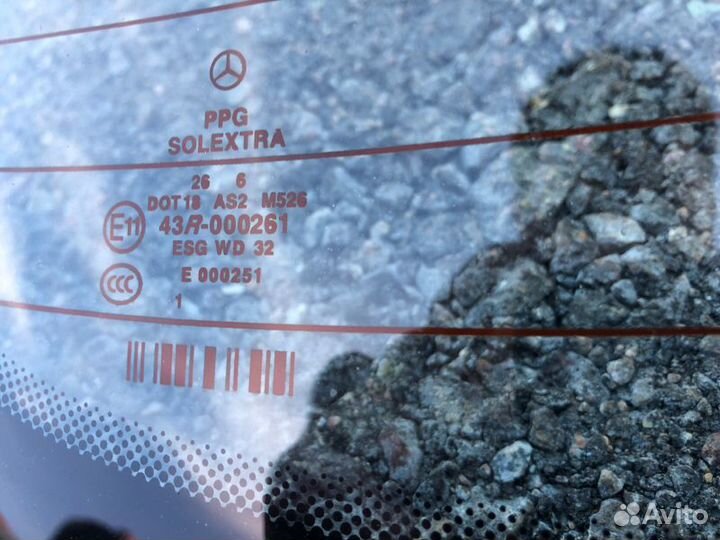 PPG
SOLEXTRA
26 6
DOT18 AS2 M526
E11 43R-000261
ESG WD 32
CCC E 000251
1
Avito